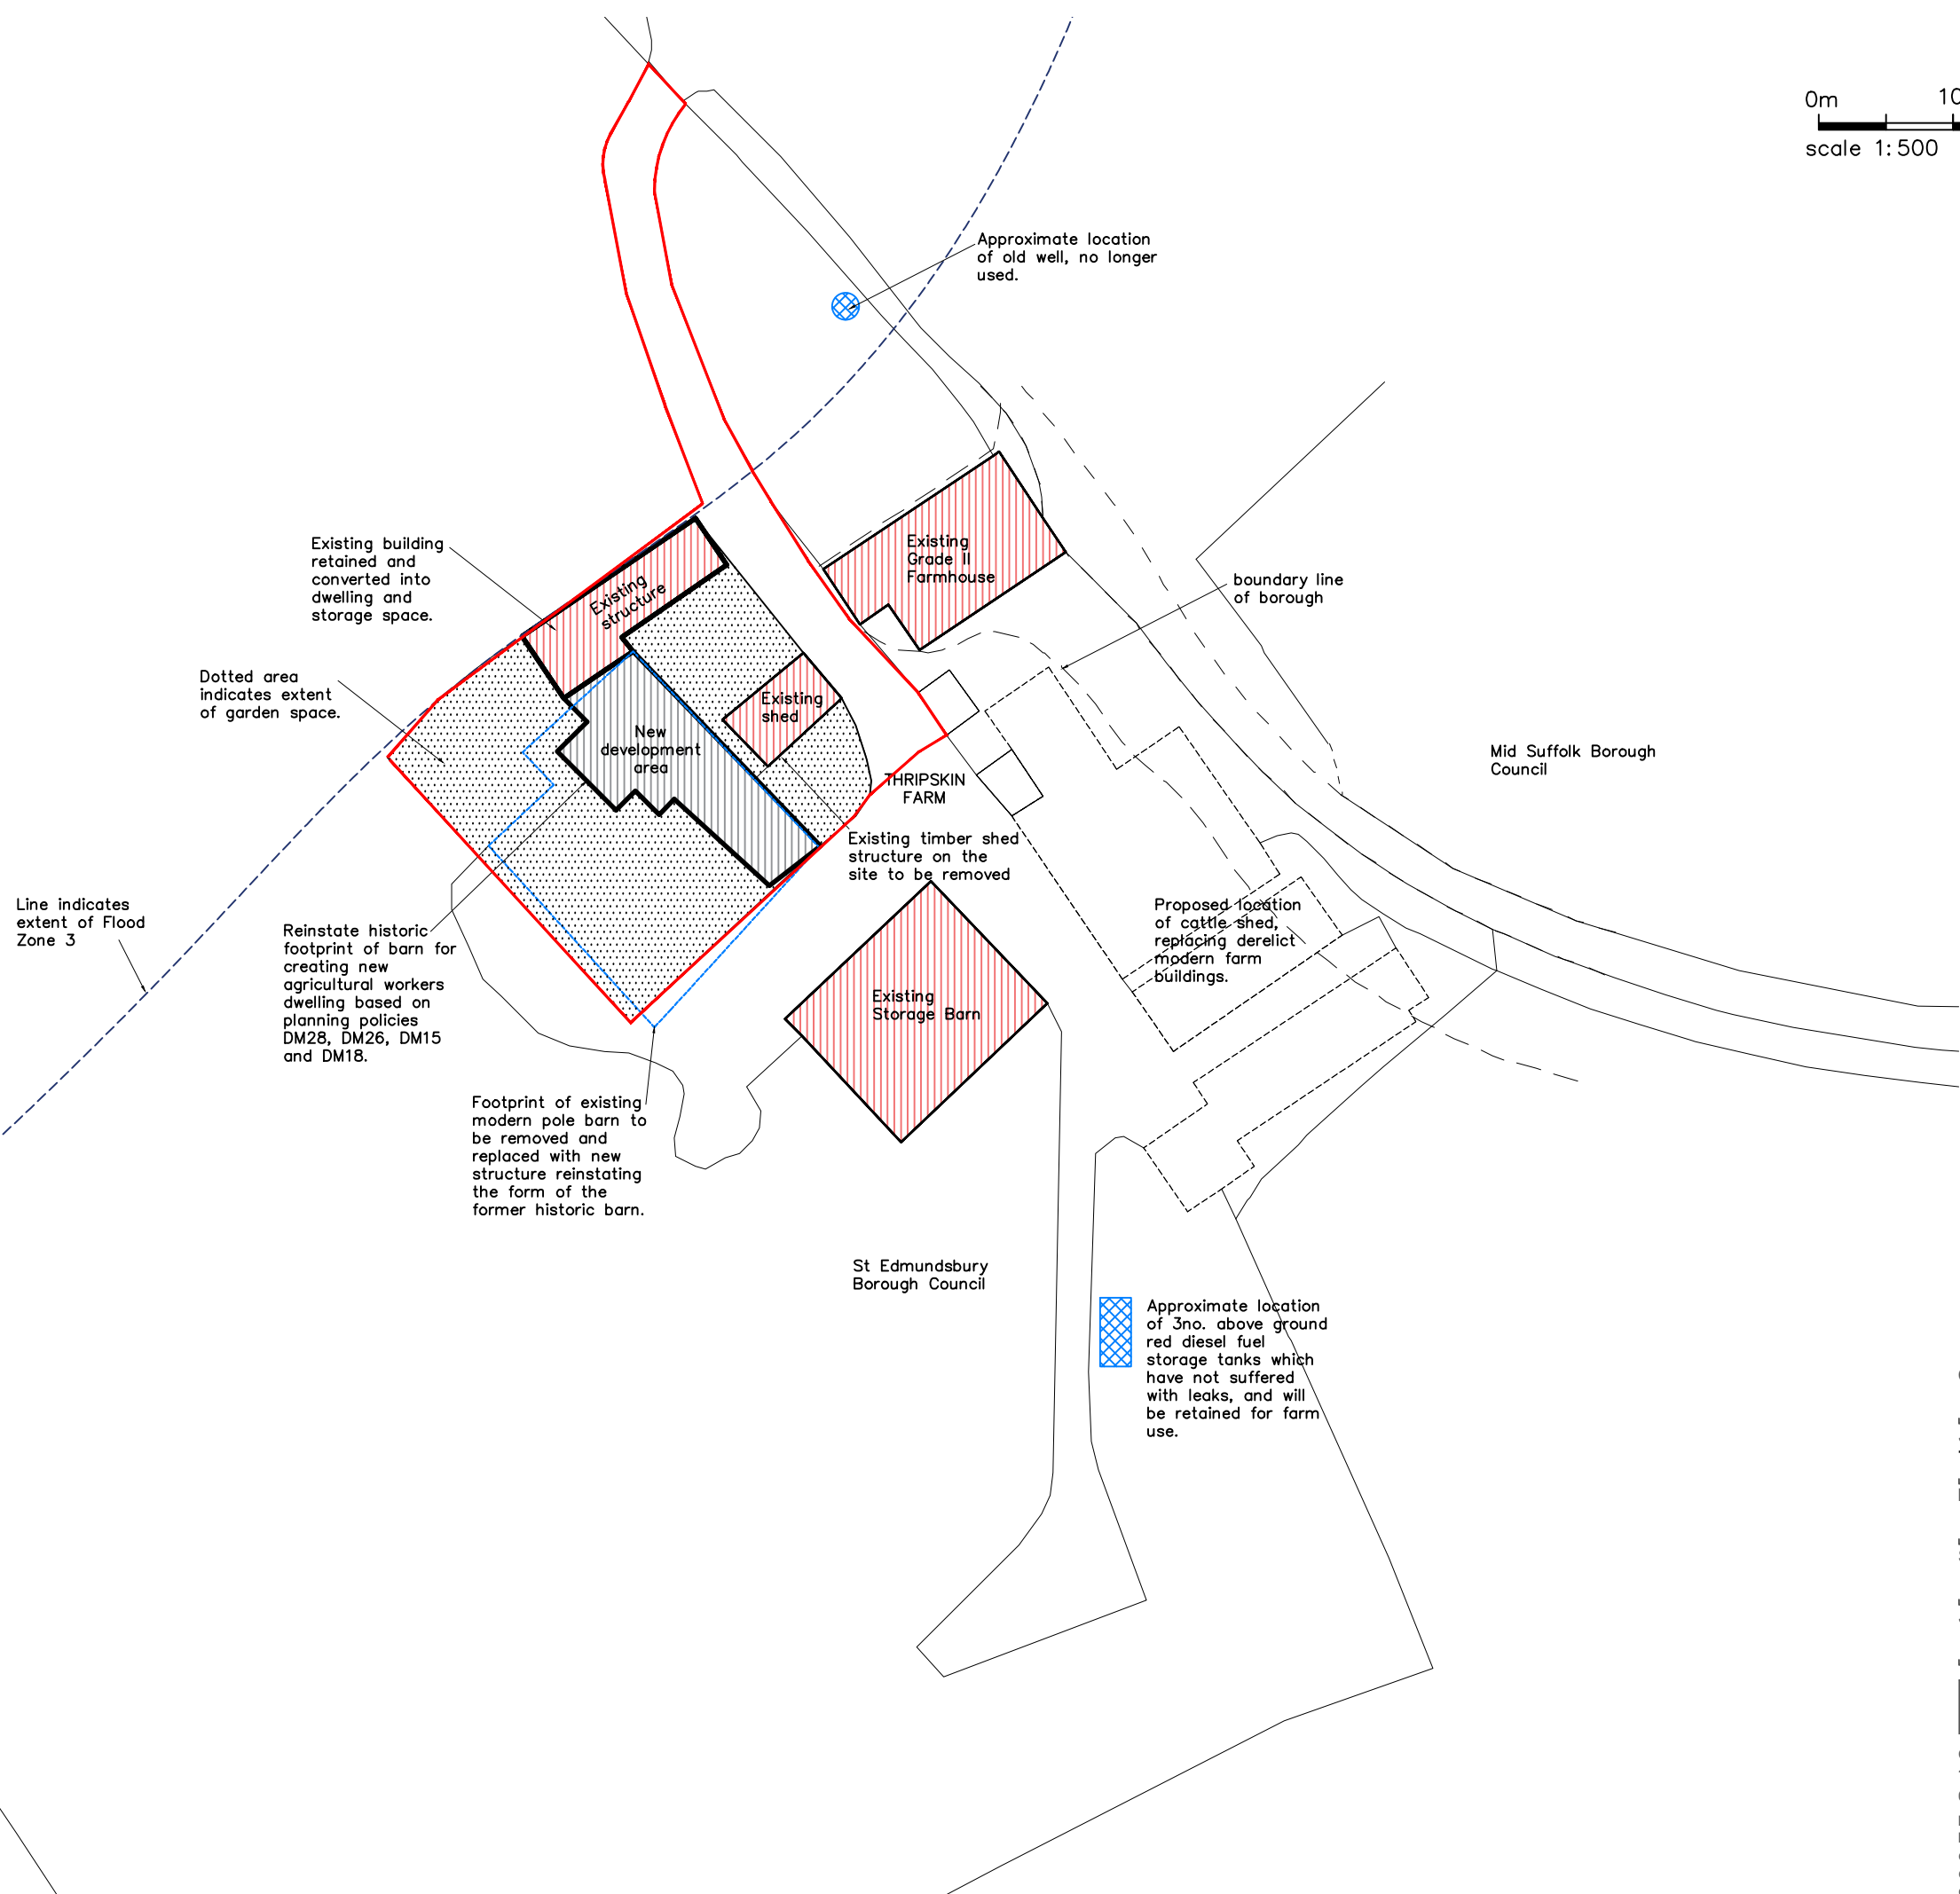 0m
10
scale 1:500
Approximate location
of old well, no longer
used.
Existing building
retained and
converted into
dwelling and
storage space.
Existing
structure
Existing
Grade II
Farmhouse
boundary line
of borough
Dotted area
indicates extent
of garden space.
Existing
shed
New
development
area
Mid Suffolk Borough
Council
THRIPSKIN
FARM
Existing timber shed
structure on the
site to be removed
Line indicates
extent of Flood
Zone 3
Reinstate historic
footprint of barn for
creating new
agricultural workers
dwelling based on
planning policies
DM28, DM26, DM15
and DM18.
Proposed location
of cattle shed,
replacing derelict
modern farm
buildings.
Existing
Storage Barn
Footprint of existing
modern pole barn to
be removed and
replaced with new
structure reinstating
the form of the
former historic barn.
St Edmundsbury
Borough Council
Approximate location
of 3no. above ground
red diesel fuel
storage tanks which
have not suffered
with leaks, and will
be retained for farm
use.